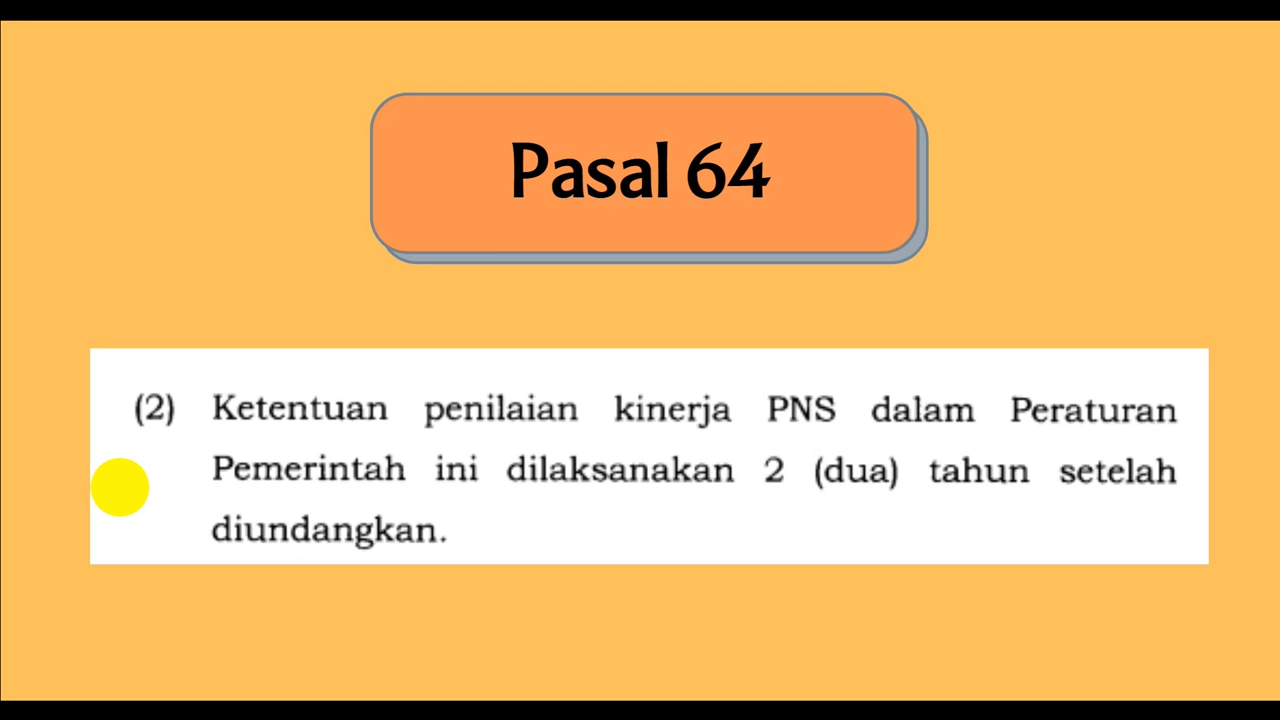 Pasal 64
(2) Ketentuan penilaian kinerja PNS dalam Peraturan
Pemerintah ini dilaksanakan 2 (dua) tahun setelah
diundangkan.